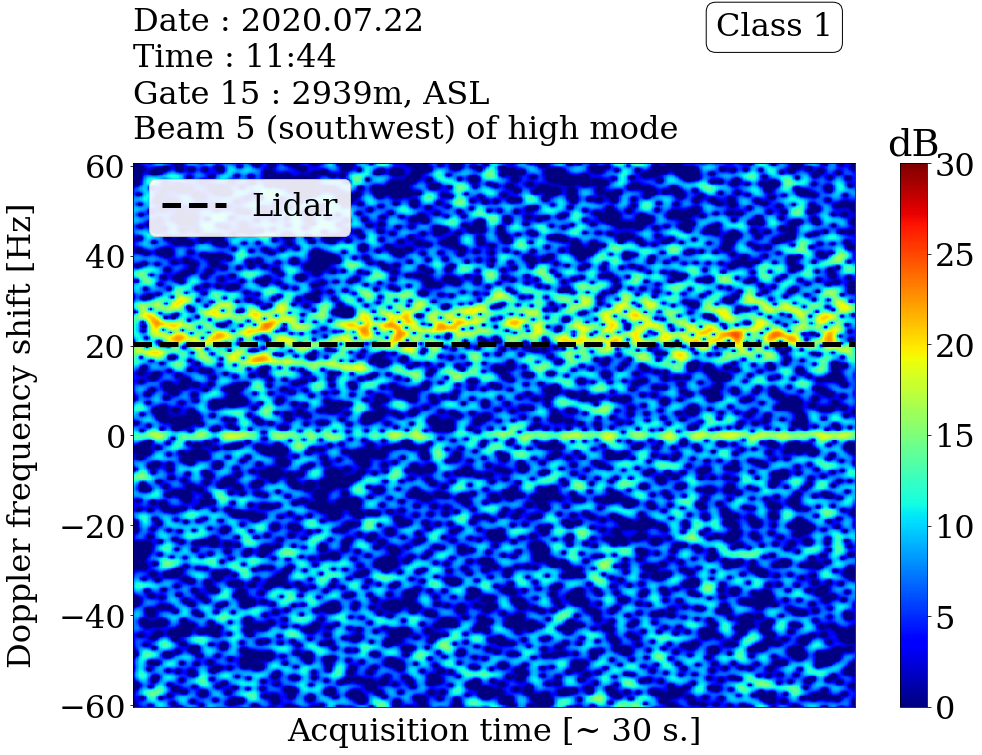 Date : 2020.07.22
Time : 11:44
Gate 15 : 2939m, ASL
Beam 5 (southwest) of high mode
Class 1
dB
Lidar
Doppler frequency shift [Hz]
60
40
20
0
−20
−40
−60
Acquisition time [~ 30 s.]
30
25
20
15
10
5
0